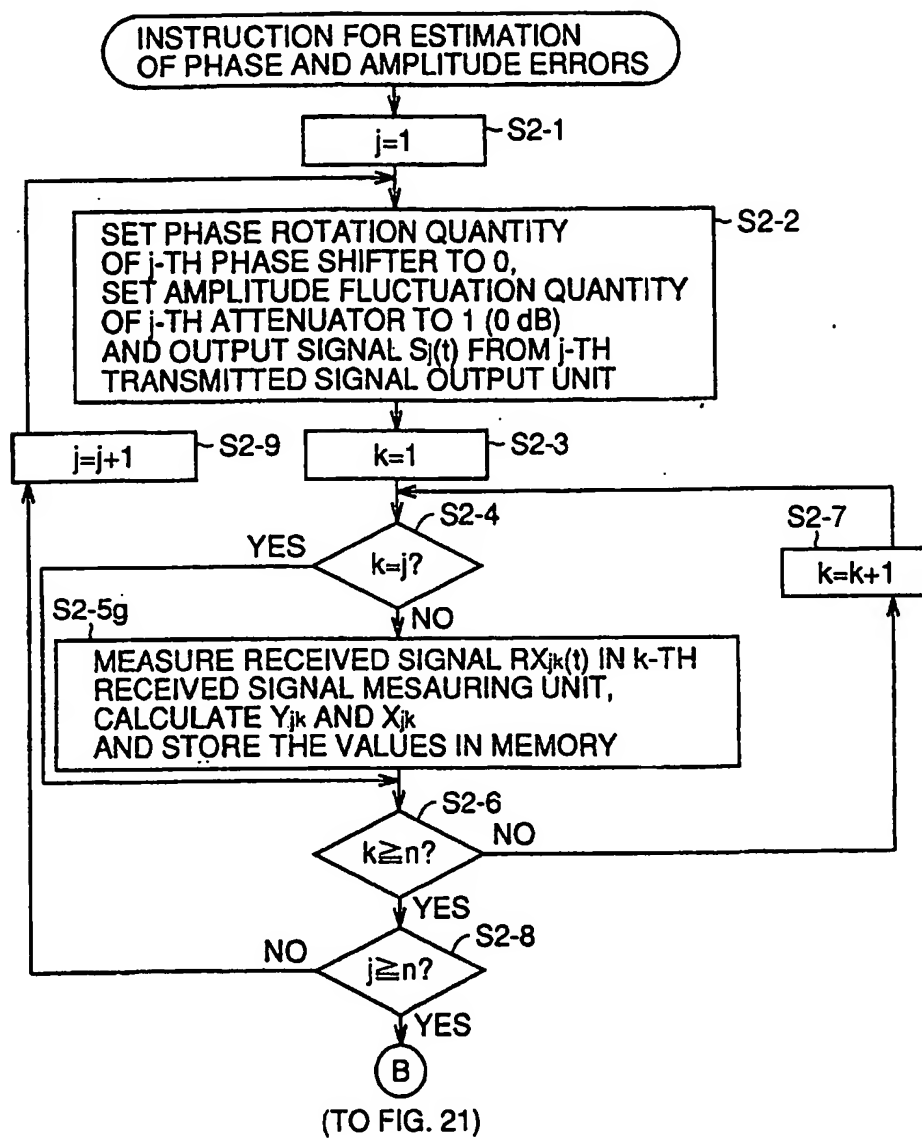 INSTRUCTION FOR ESTIMATION
OF PHASE AND AMPLITUDE ERRORS
j=1
S2-1
SET PHASE ROTATION QUANTITY
OF j-TH PHASE SHIFTER TO 0,
SET AMPLITUDE FLUCTUATION QUANTITY
OF j-TH ATTENUATOR TO 1 (0 dB)
AND OUTPUT SIGNAL Sj(t) FROM j-TH
TRANSMITTED SIGNAL OUTPUT UNIT
S2-2
j=j+1
S2-9
k=1
S2-3
S2-4
S2-7
YES
k=j?
k=k+1
NO
S2-5g
MEASURE RECEIVED SIGNAL RXjk(t) IN k-TH
RECEIVED SIGNAL MESAURING UNIT,
CALCULATE Yjk AND Xjk
AND STORE THE VALUES IN MEMORY
S2-6
k≧n?
NO
YES
S2-8
NO
j≧n?
YES
B
(TO FIG. 21)